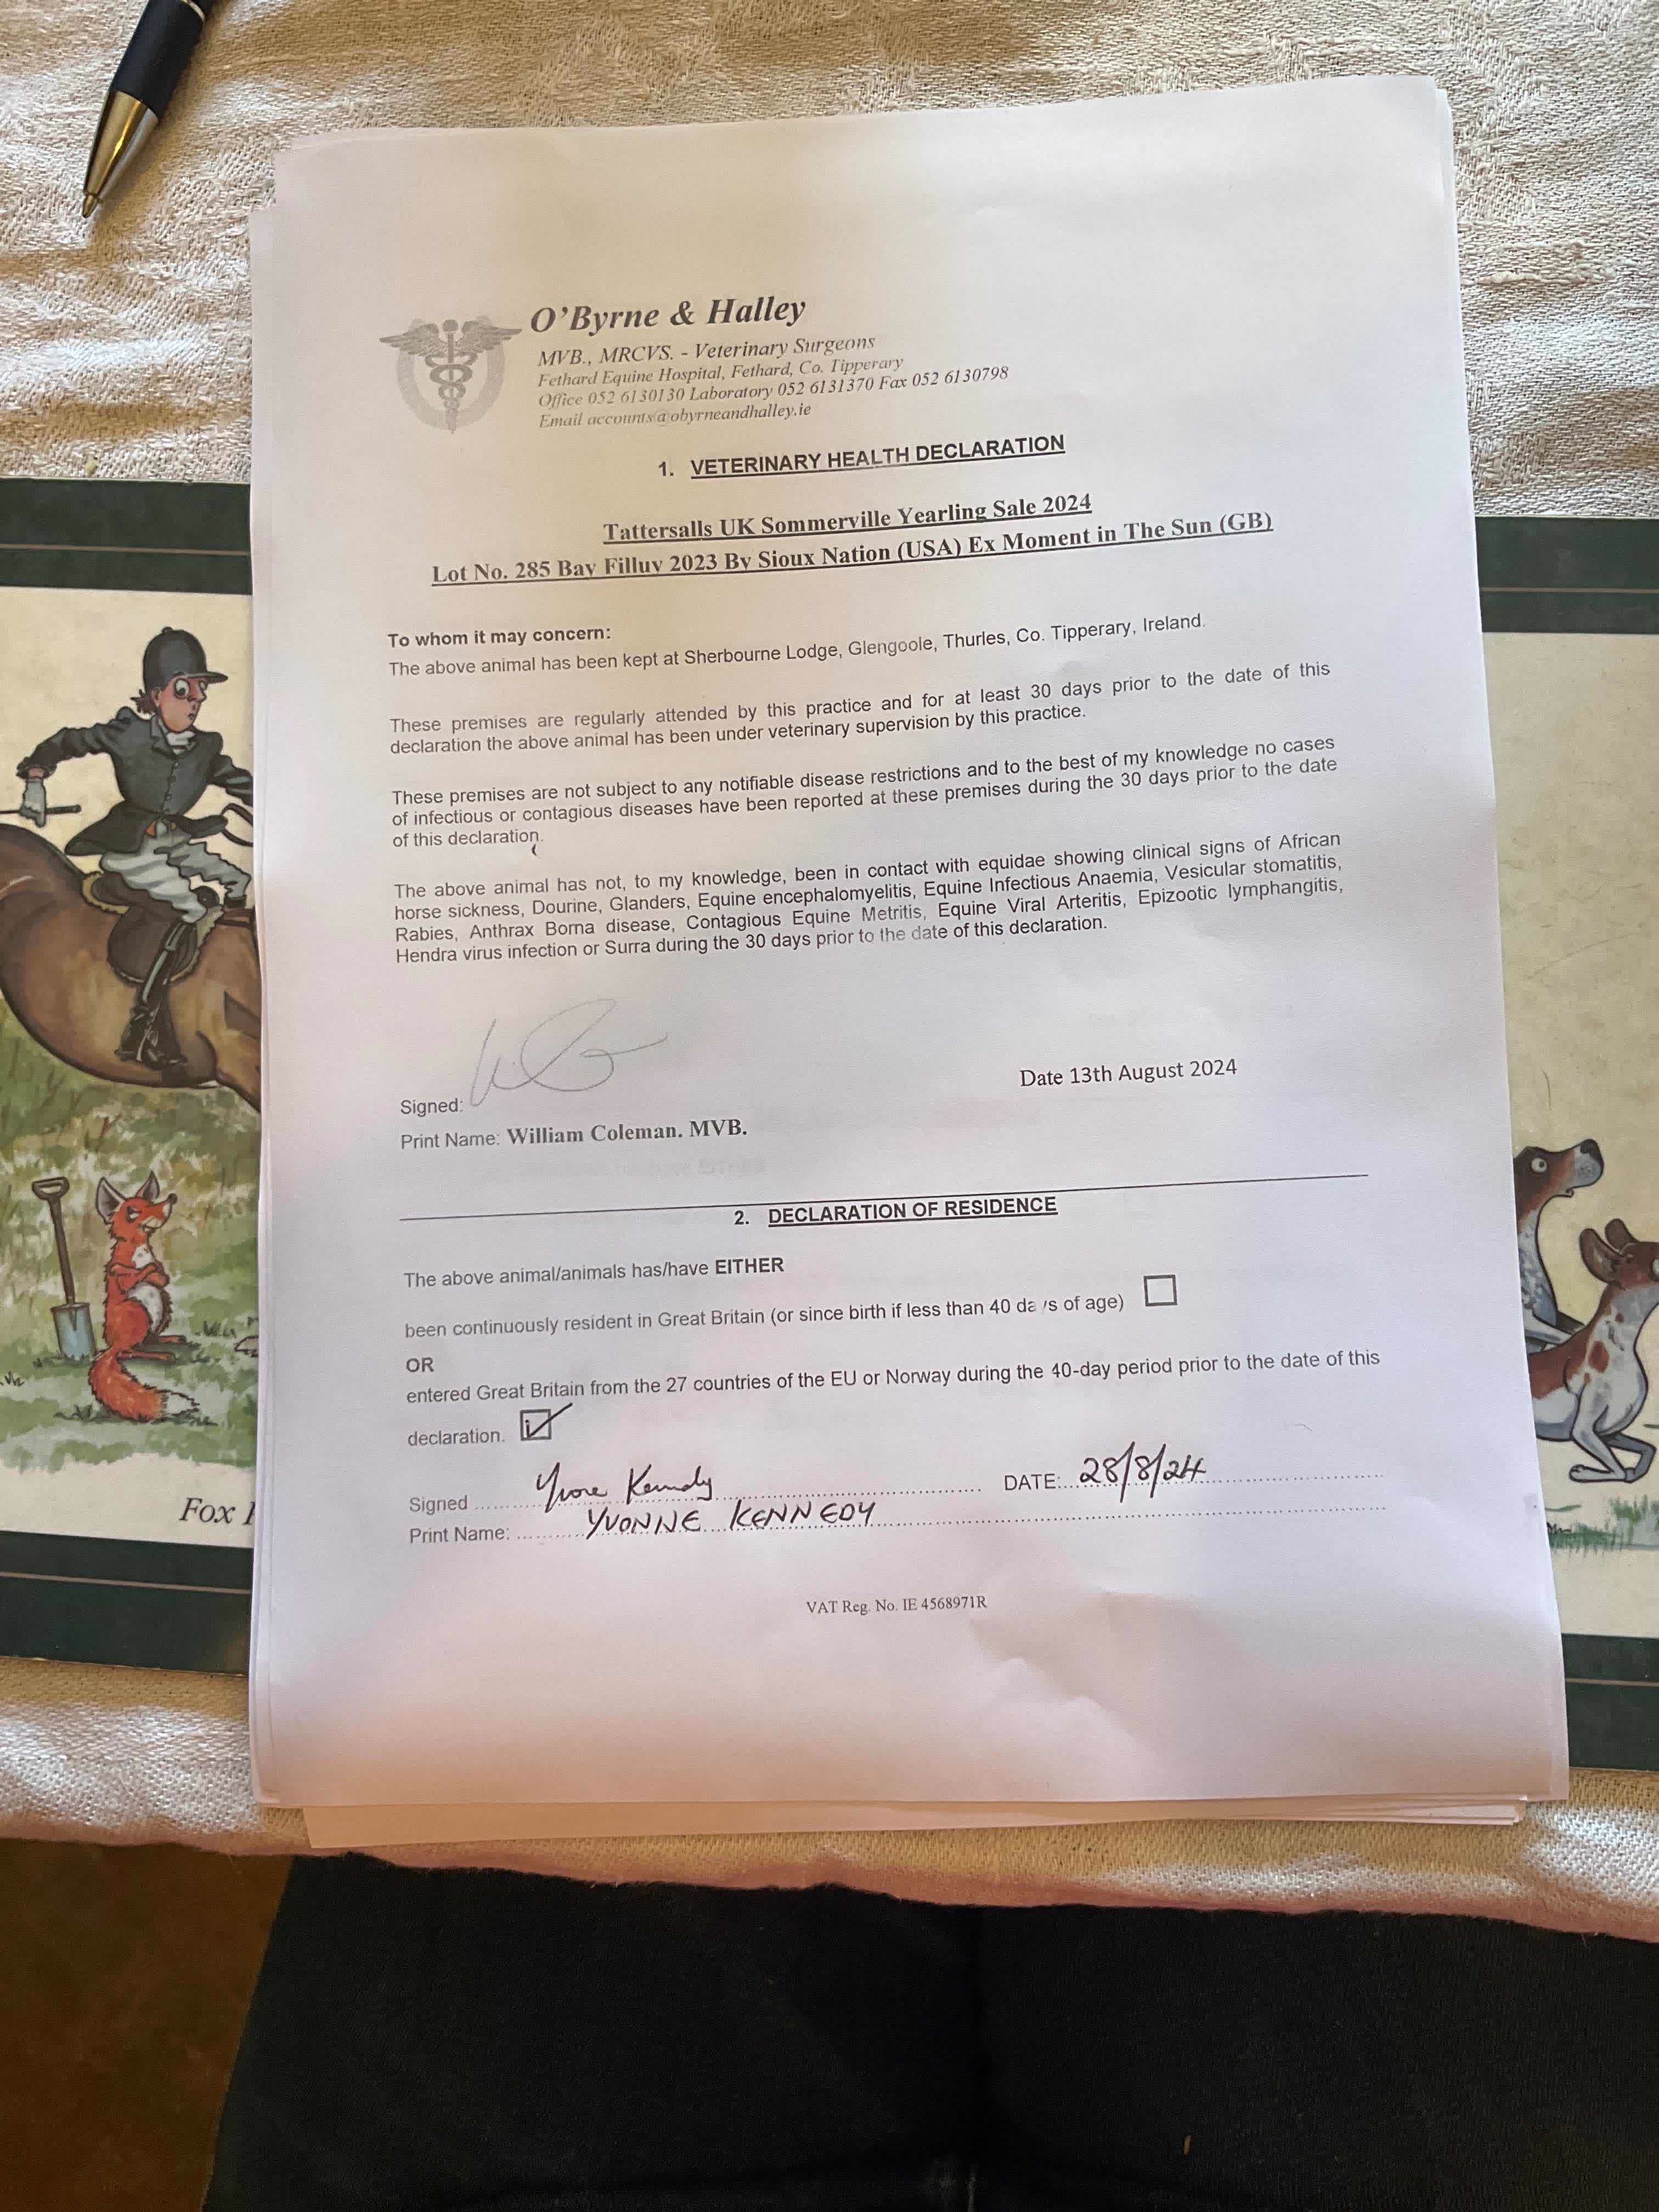 O'Byrne & Halley
MVB., MRCVS. - Veterinary Surgeons
Fethard Equine Hospital, Fethard, Co. Tipperary
Office 052 6130130 Laboratory 052 6131370 Fax 052 6130798
Email accounts@obyrneandhalley.ie
1. VETERINARY HEALTH DECLARATION
Tattersalls UK Sommerville Yearling Sale 2024
Lot No. 285 Bay Filluy 2023 By Sioux Nation (USA) Ex Moment in The Sun (GB)
To whom it may concern:
The above animal has been kept at Sherbourne Lodge, Glengoole, Thurles, Co. Tipperary, Ireland.
These premises are regularly attended by this practice and for at least 30 days prior to the date of this
declaration the above animal has been under veterinary supervision by this practice.
These premises are not subject to any notifiable disease restrictions and to the best of my knowledge no cases
of infectious or contagious diseases have been reported at these premises during the 30 days prior to the date
of this declaration.
The above animal has not, to my knowledge, been in contact with equidae showing clinical signs of African
horse sickness, Dourine, Glanders, Equine encephalomyelitis, Equine Infectious Anaemia, Vesicular stomatitis,
Rabies, Anthrax Borna disease, Contagious Equine Metritis, Equine Viral Arteritis, Epizootic lymphangitis,
Hendra virus infection or Surra during the 30 days prior to the date of this declaration.
Signed:
Date 13th August 2024
Print Name: William Coleman. MVB.
2. DECLARATION OF RESIDENCE
The above animal/animals has/have EITHER
been continuously resident in Great Britain (or since birth if less than 40 days of age)
OR
entered Great Britain from the 27 countries of the EU or Norway during the 40-day period prior to the date of this
declaration.
Signed Yvonne Kennedy DATE: 28/8/24
Print Name: YVONNE KENNEDY
VAT Reg. No. IE 4568971R
Fox